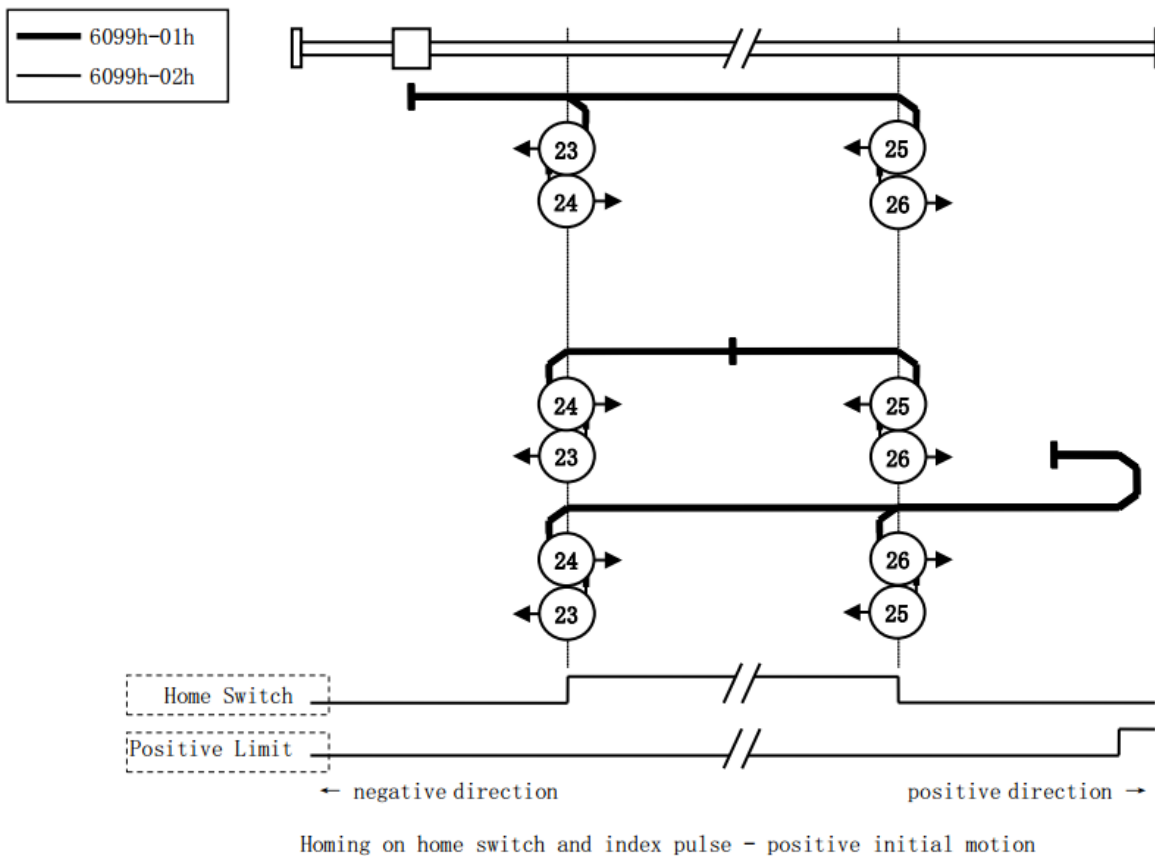 6099h-01h
6099h-02h
23 25
24 26
24 25
23 26
24 26
23 25
Home Switch
Positive Limit
← negative direction positive direction →
Homing on home switch and index pulse - positive initial motion